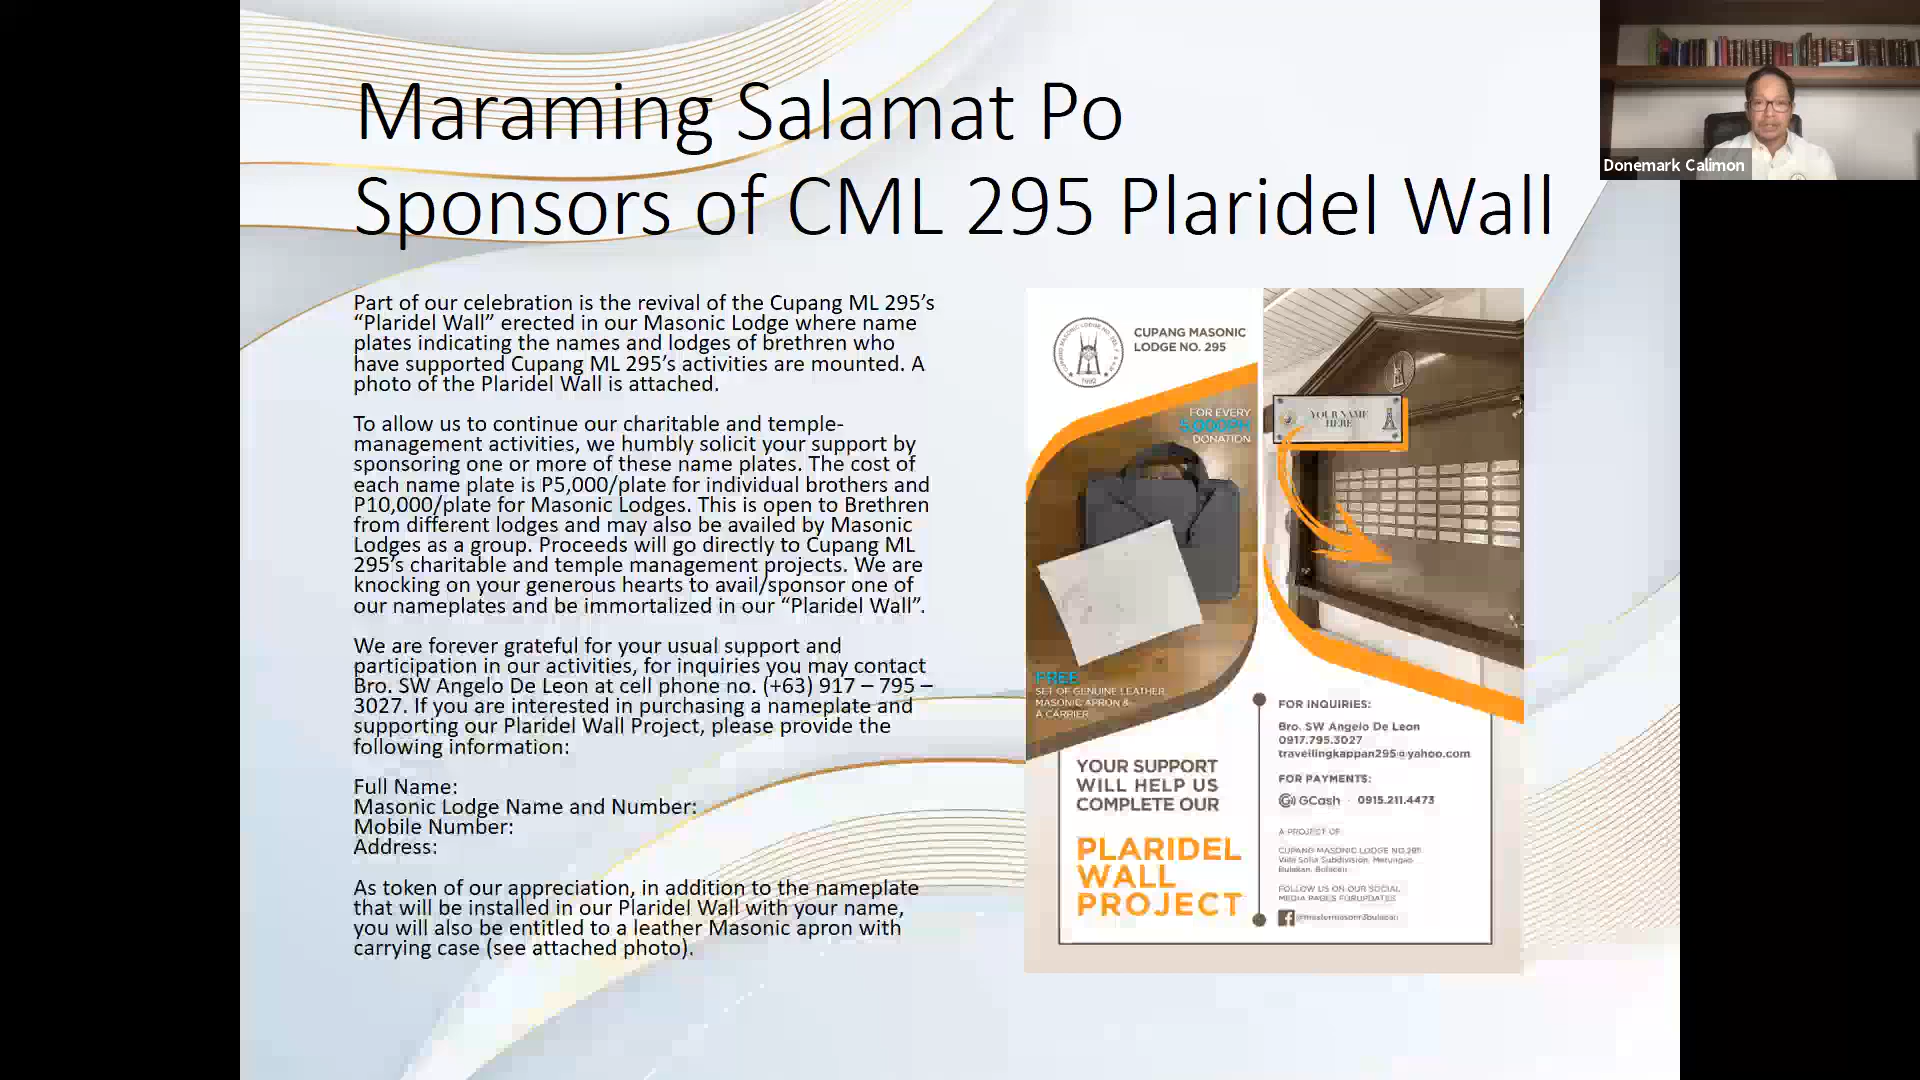 Maraming Salamat Po
Sponsors of CML 295 Plaridel Wall
Donemark Calimon
Part of our celebration is the revival of the Cupang ML 295’s
“Plaridel Wall” erected in our Masonic Lodge where name
plates indicating the names and lodges of brethren who
have supported Cupang ML 295’s activities are mounted. A
photo of the Plaridel Wall is attached.
To allow us to continue our charitable and temple-
management activities, we humbly solicit your support by
sponsoring one or more of these name plates. The cost of
each name plate is P5,000/plate for individual brothers and
P10,000/plate for Masonic Lodges. This is open to Brethren
from different lodges and may also be availed by Masonic
Lodges as a group. Proceeds will go directly to Cupang ML
295’s charitable and temple management projects. We are
knocking on your generous hearts to avail/sponsor one of
our nameplates and be immortalized in our “Plaridel Wall”.
We are forever grateful for your usual support and
participation in our activities, for inquiries you may contact
Bro. SW Angelo De Leon at cell phone no. (+63) 917 – 795 –
3027. If you are interested in purchasing a nameplate and
supporting our Plaridel Wall Project, please provide the
following information:
Full Name:
Masonic Lodge Name and Number:
Mobile Number:
Address:
As token of our appreciation, in addition to the nameplate
that will be installed in our Plaridel Wall with your name,
you will also be entitled to a leather Masonic apron with
carrying case (see attached photo).
CUPANG MASONIC
LODGE NO. 295
1992
FOR EVERY
5,000PH
DONATION
YOUR NAME
HERE
FREE
SET OF GENUINE LEATHER
MASONIC APRON &
A CARRIER
YOUR SUPPORT
WILL HELP US
COMPLETE OUR
PLARIDEL
WALL
PROJECT
FOR INQUIRIES:
Bro. SW Angelo De Leon
0917.795.3027
travellingkappan295@yahoo.com
FOR PAYMENTS:
GCash · 0915.211.4473
A PROJECT OF
CUPANG MASONIC LODGE NO.295
Villa Sofia Subdivision,
Bulakan, Bulacan
FOLLOW US ON OUR SOCIAL
MEDIA PAGES FOR UPDATES